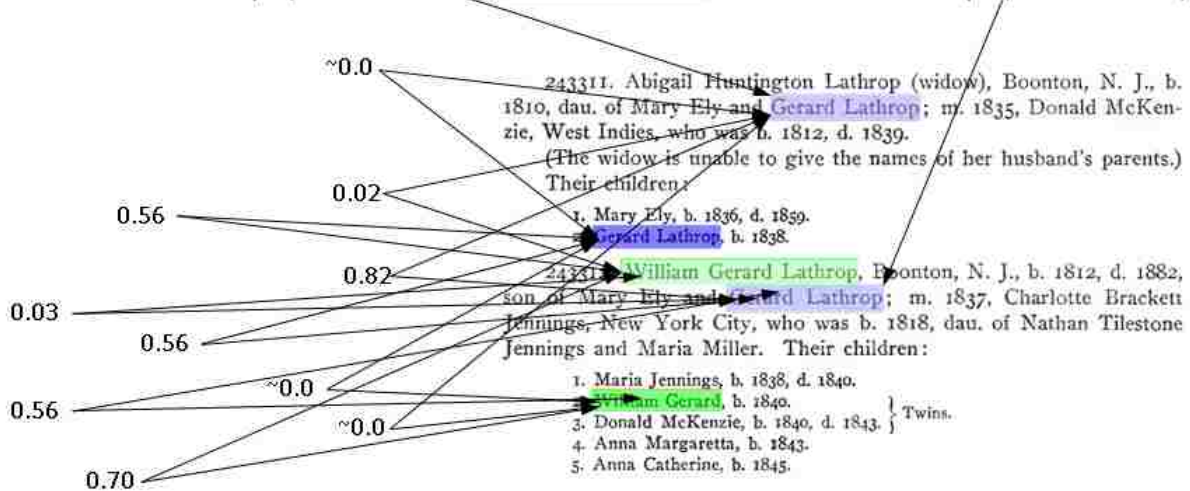 ~0.0
243311. Abigail Huntington Lathrop (widow), Boonton, N. J., b.
1810, dau. of Mary Ely and Gerard Lathrop; m. 1835, Donald McKen-
zie, West Indies, who was b. 1812, d. 1839.
(The widow is unable to give the names of her husband's parents.)
Their children:
0.02
0.56
1. Mary Ely, b. 1836, d. 1859.
Gerard Lathrop, b. 1838.
0.82
William Gerard Lathrop, Boonton, N. J., b. 1812, d. 1882,
son of Mary Ely and Gerard Lathrop; m. 1837, Charlotte Brackett
Jennings, New York City, who was b. 1818, dau. of Nathan Tilestone
Jennings and Maria Miller. Their children:
0.03
0.56
~0.0
0.56
~0.0
0.70
1. Maria Jennings, b. 1838, d. 1840.
William Gerard, b. 1840.
3. Donald McKenzie, b. 1840, d. 1843. } Twins.
4. Anna Margaretta, b. 1843.
5. Anna Catherine, b. 1845.